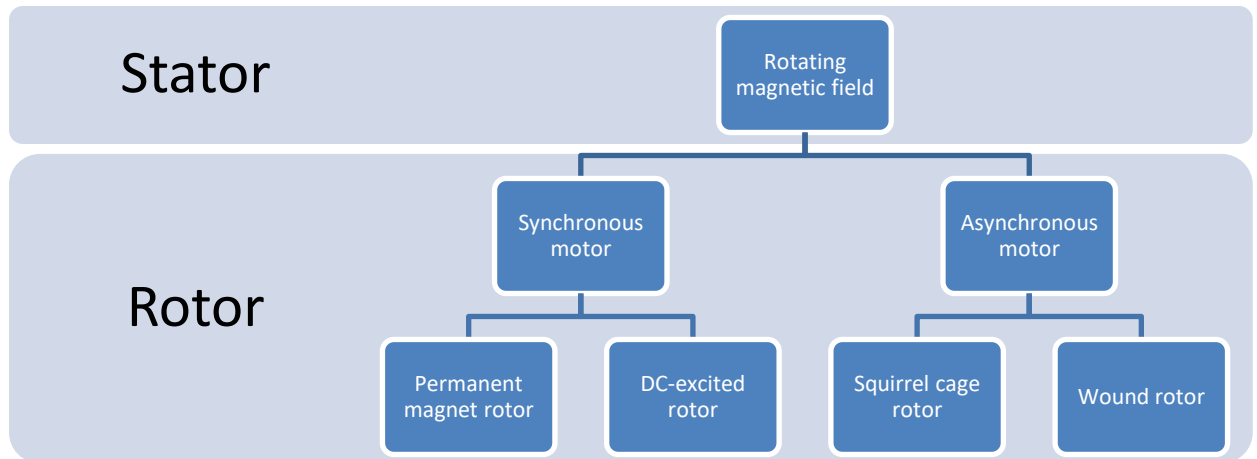 Stator
Rotating
magnetic field
Rotor
Synchronous
motor
Asynchronous
motor
Permanent
magnet rotor
DC-excited
rotor
Squirrel cage
rotor
Wound rotor